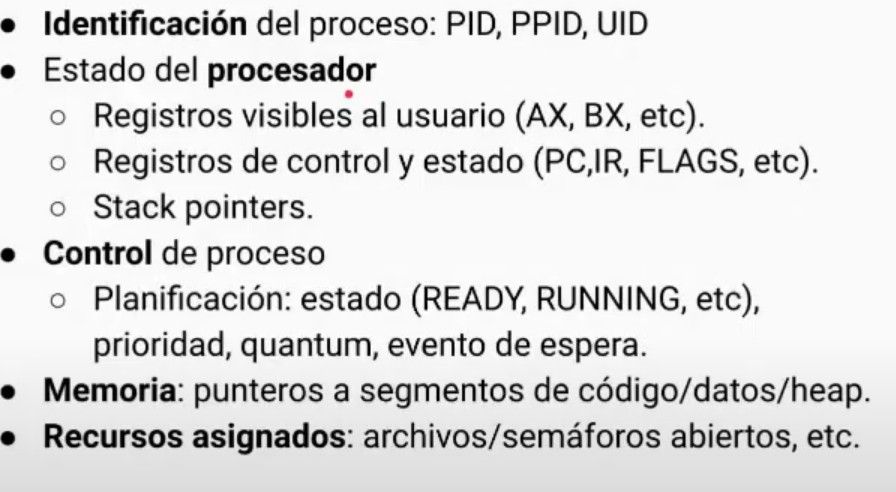 ● Identificación del proceso: PID, PPID, UID
● Estado del procesador
○ Registros visibles al usuario (AX, BX, etc).
○ Registros de control y estado (PC,IR, FLAGS, etc).
○ Stack pointers.
● Control de proceso
○ Planificación: estado (READY, RUNNING, etc),
prioridad, quantum, evento de espera.
● Memoria: punteros a segmentos de código/datos/heap.
● Recursos asignados: archivos/semáforos abiertos, etc.